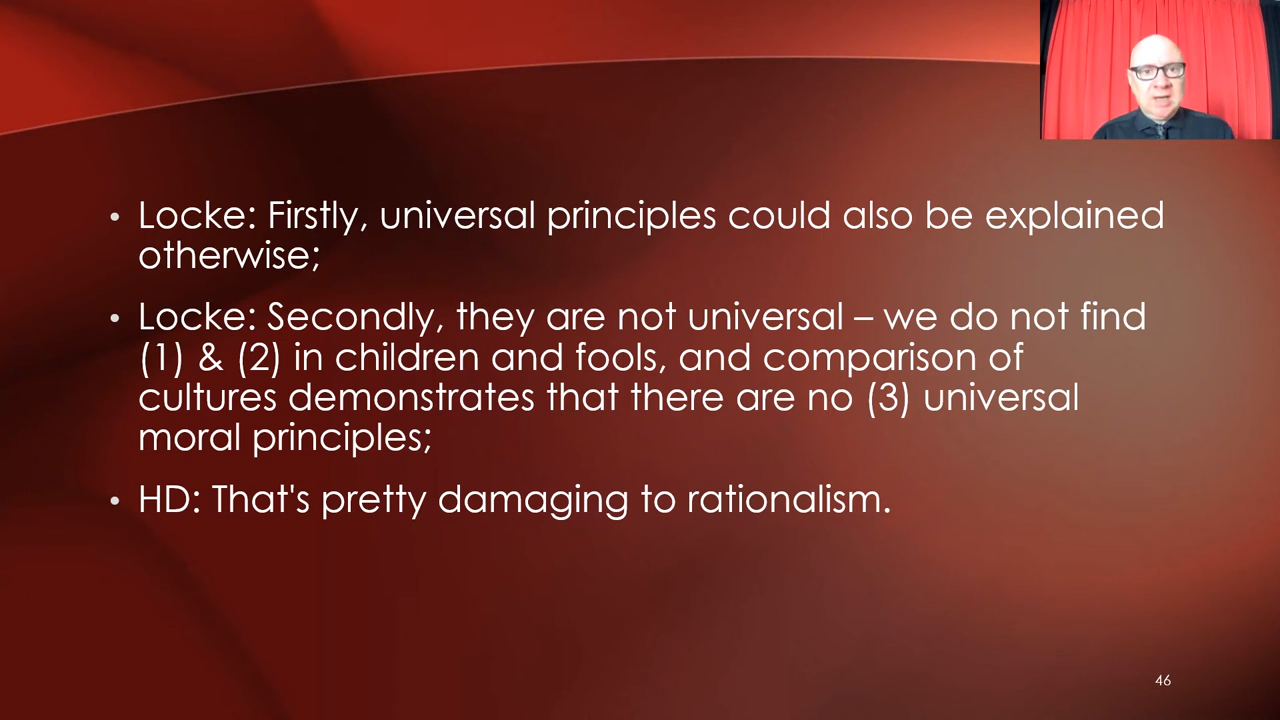 • Locke: Firstly, universal principles could also be explained
otherwise;
• Locke: Secondly, they are not universal – we do not find
(1) & (2) in children and fools, and comparison of
cultures demonstrates that there are no (3) universal
moral principles;
• HD: That's pretty damaging to rationalism.
46